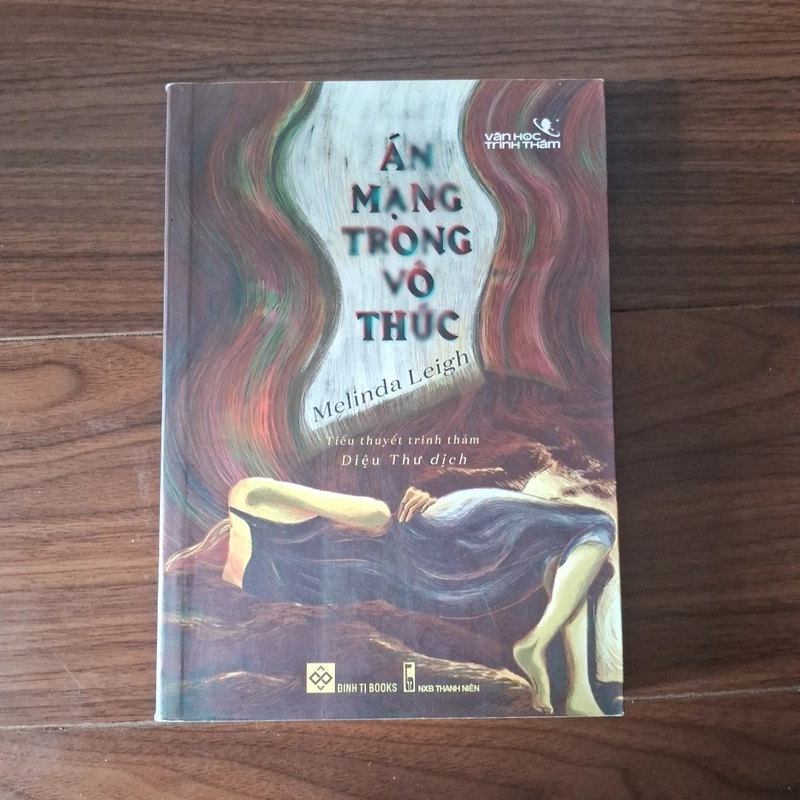 VĂN HỌC
TRINH THÁM
ÁN
MẠNG
TRONG
VÔ
THỨC
Melinda Leigh
Tiểu thuyết trinh thám
Diệu Thư dịch
ĐINH TỊ BOOKS
NXB THANH NIÊN